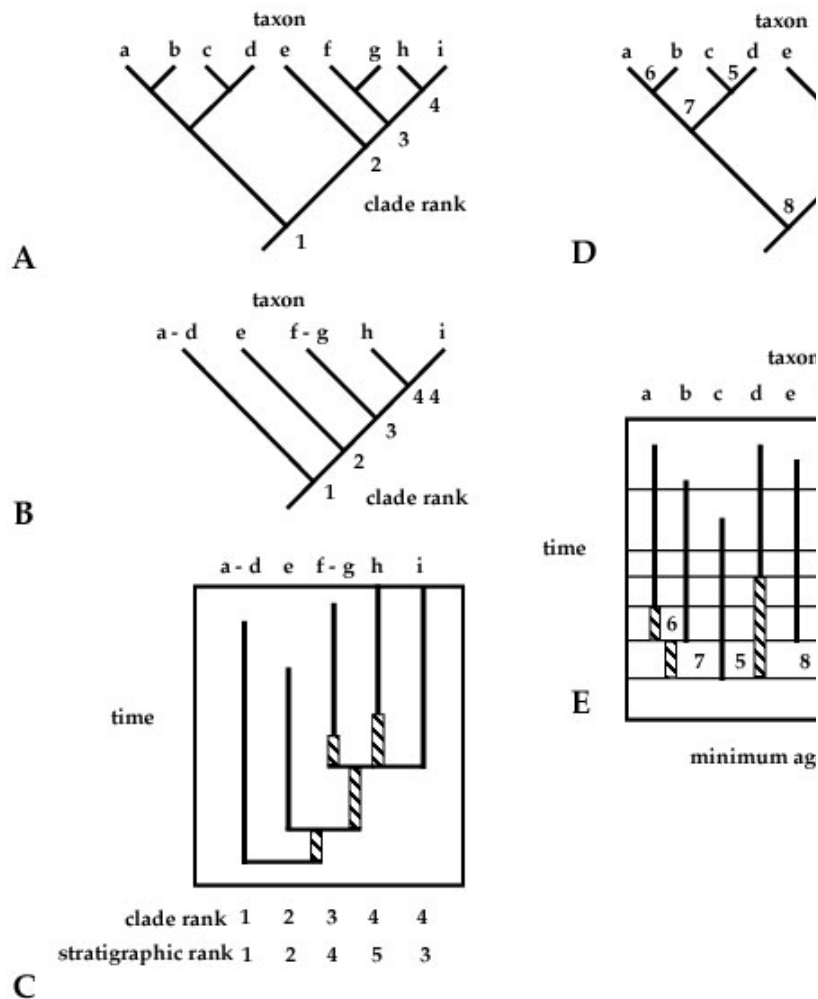 taxon
a b c d e f g h i
4
3
2
clade rank
1
A
taxon
a - d e f - g h i
4 4
3
2
1
clade rank
B
a - d e f - g h i
time
clade rank 1 2 3 4 4
stratigraphic rank 1 2 4 5 3
C
taxon
a b c d e
6 5
7
8
D
taxon
a b c d e
time
6
7 5 8
E
minimum